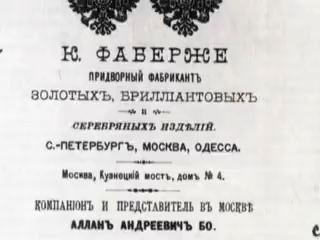 К. ФАБЕРЖЕ
ПРИДВОРНЫЙ ФАБРИКАНТЪ
ЗОЛОТЫХЪ, БРИЛЛІАНТОВЫХЪ
И
СЕРЕБРЯНЫХЪ ИЗДѢЛІЙ.
С.-ПЕТЕРБУРГЪ, МОСКВА, ОДЕССА.
Москва, Кузнецкій мостъ, домъ № 4.
КОМПАНІОНЪ И ПРЕДСТАВИТЕЛЬ ВЪ МОСКВѢ
АЛЛАНЪ АНДРЕЕВИЧЪ БО.